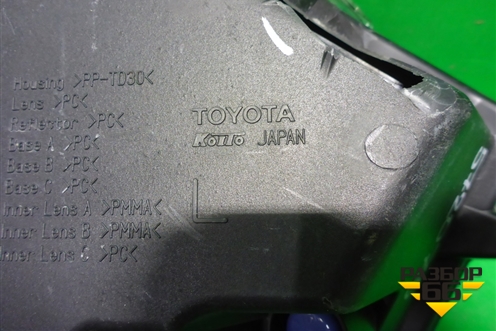 Housing >PP-TD30<
Lens >PC<
Reflector >PC<
Base A >PC<
Base B >PC<
Base C >PC<
Inner Lens A >PMMA<
Inner Lens B >PMMA<
Inner Lens C >PC<
TOYOTA
KOITO JAPAN
L
РАЗБОР
66